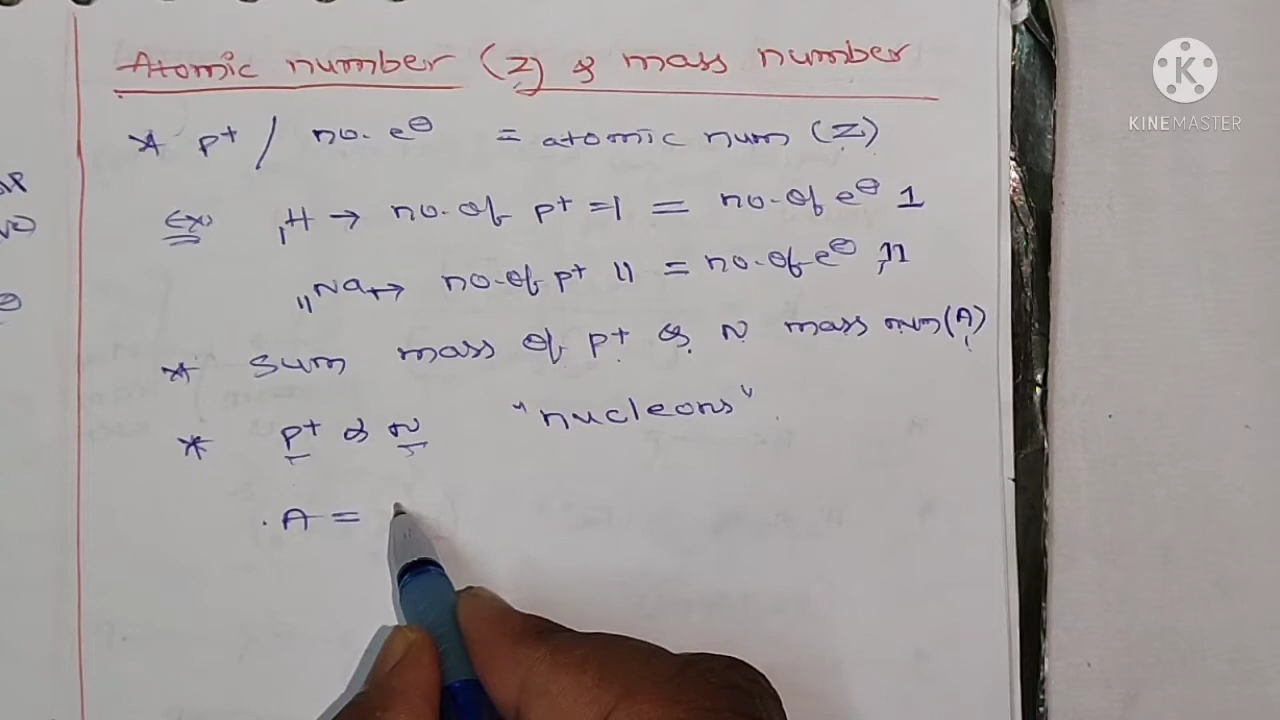 Atomic number (Z) & mass number
K
KINEMASTER
* p+ / no. e⊖ = atomic num (Z)
Ex) ₁H → no. of p+ = 1 = no. of e⊖ 1
₁₁Na → no. of p+ 11 = no. of e⊖ 11
* Sum mass of p+ & N mass num (A)
* p+ & N "nucleons"
A =